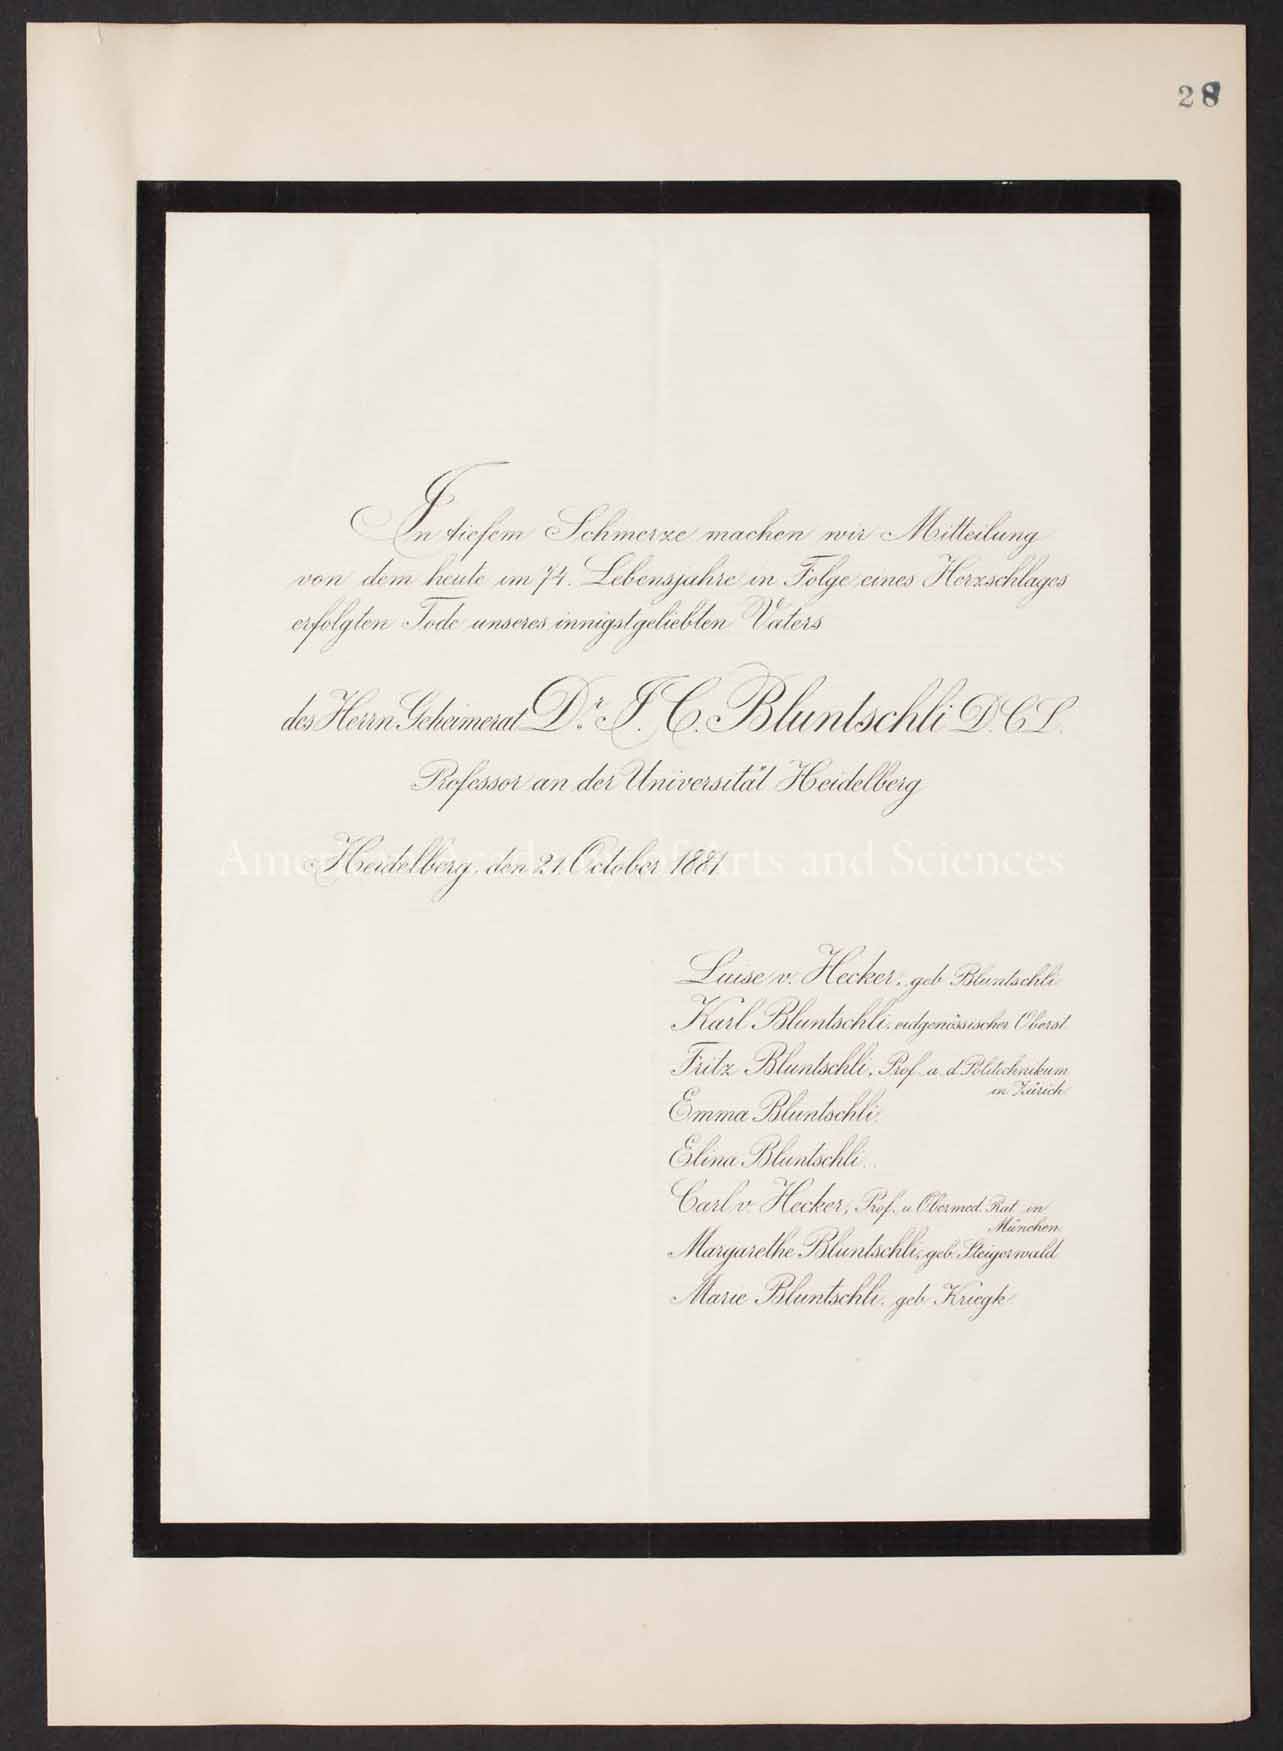 28
In tiefem Schmerze machen wir Mitteilung
von dem heute im 74. Lebensjahre in Folge eines Herzschlages
erfolgten Tode unseres innigstgeliebten Vaters
des Herrn Geheimerat Dr. J. C. Bluntschli D. C. L.
Professor an der Universität Heidelberg
American Academy of Arts and Sciences
Heidelberg, den 21. October 1881
Luise v. Hecker, geb. Bluntschli
Karl Bluntschli, eidgenössischer Oberst
Fritz Bluntschli, Prof. a. d. Politechnikum
in Zürich
Emma Bluntschli
Elina Bluntschli
Carl v. Hecker, Prof. u. Obermed. Rat in
München
Margarethe Bluntschli, geb. Steigerwald
Marie Bluntschli, geb. Kriegk